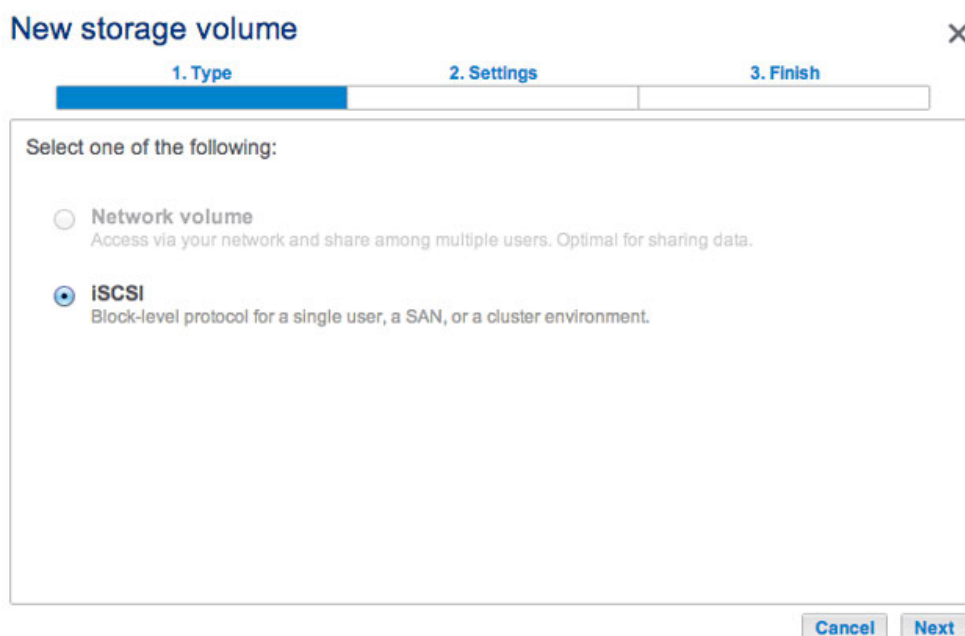 New storage volume
1. Type 2. Settings 3. Finish
Select one of the following:
Network volume
Access via your network and share among multiple users. Optimal for sharing data.
iSCSI
Block-level protocol for a single user, a SAN, or a cluster environment.
Cancel Next